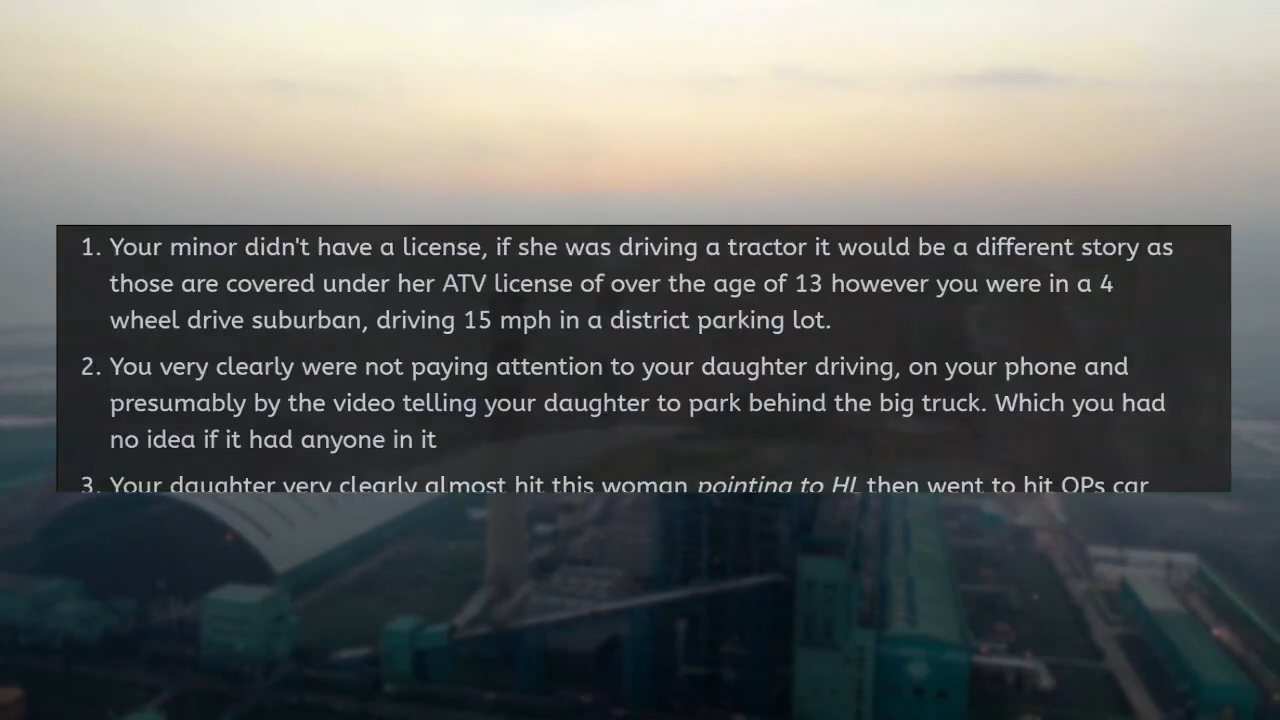 1. Your minor didn't have a license, if she was driving a tractor it would be a different story as
those are covered under her ATV license of over the age of 13 however you were in a 4
wheel drive suburban, driving 15 mph in a district parking lot.
2. You very clearly were not paying attention to your daughter driving, on your phone and
presumably by the video telling your daughter to park behind the big truck. Which you had
no idea if it had anyone in it
3. Your daughter very clearly almost hit this woman pointing to HL then went to hit OPs car